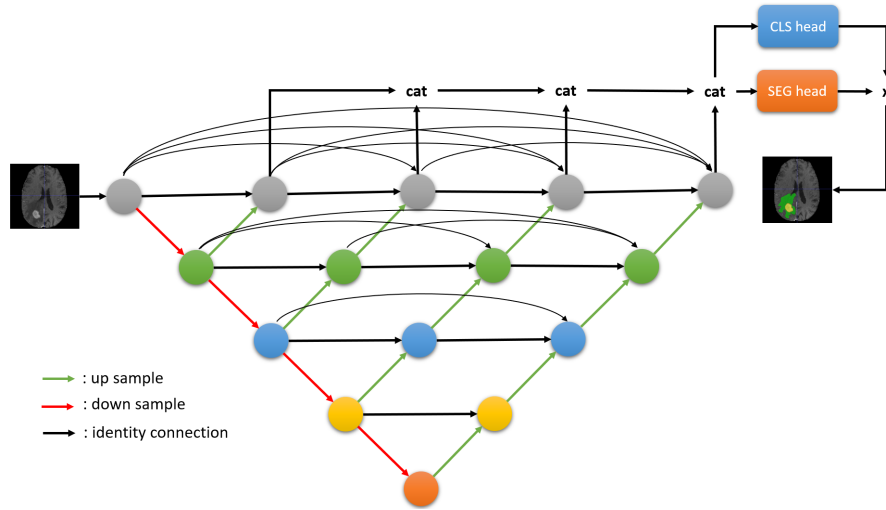 CLS head
cat
cat
cat
SEG head
x
: up sample
: down sample
: identity connection